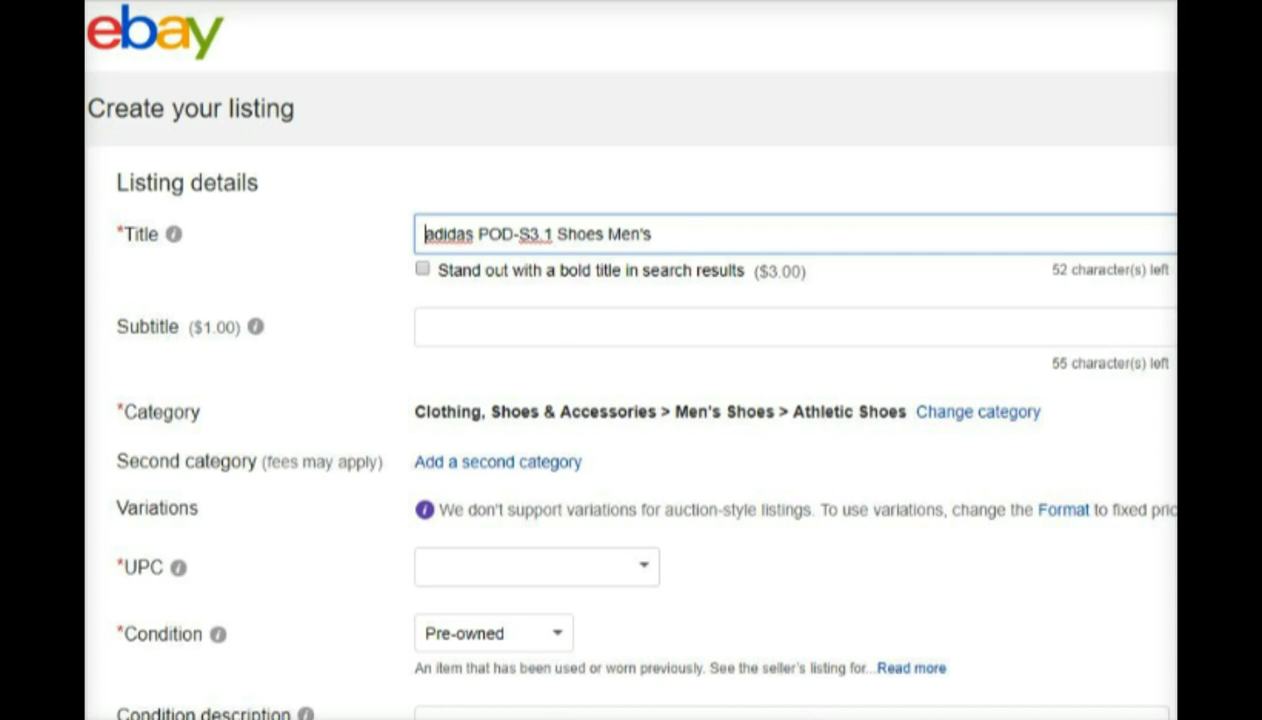 ebay
Create your listing
Listing details
*Title
adidas POD-S3.1 Shoes Men's
Stand out with a bold title in search results ($3.00)
52 character(s) left
Subtitle ($1.00)
55 character(s) left
*Category
Clothing, Shoes & Accessories > Men's Shoes > Athletic Shoes Change category
Second category (fees may apply)
Add a second category
Variations
We don't support variations for auction-style listings. To use variations, change the Format to fixed pric
*UPC
*Condition
Pre-owned
An item that has been used or worn previously. See the seller's listing for... Read more
Condition description